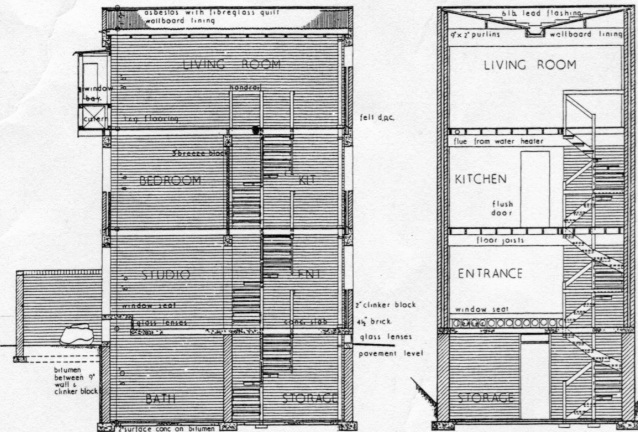 asbestos with fibreglass quilt
wallboard lining
LIVING ROOM
window
bay
handrail
cistern
t.&g. flooring
felt d.p.c.
3"breeze block
BEDROOM
KIT
STUDIO
ENT
window seat
2" clinker block
glass lenses
conc. slab
4½" brick
glass lenses
pavement level
bitumen
between 9"
wall &
clinker block
BATH
STORAGE
2"surface conc on bitumen
lead flashing
purlins
wallboard lining
LIVING ROOM
flue from water heater
KITCHEN
flush
door
floor joists
ENTRANCE
window seat
STORAGE